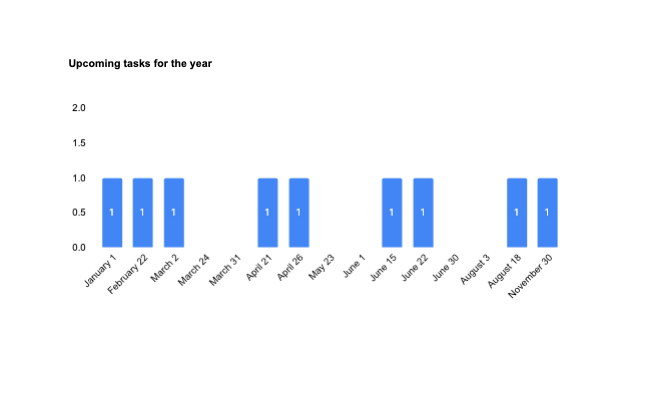 Upcoming tasks for the year
2.0
1.5
1.0
0.5
0.0
1 1 1 1 1 1 1 1 1
January 1
February 22
March 2
March 24
March 31
April 21
April 26
May 23
June 1
June 15
June 22
June 30
August 3
August 18
November 30